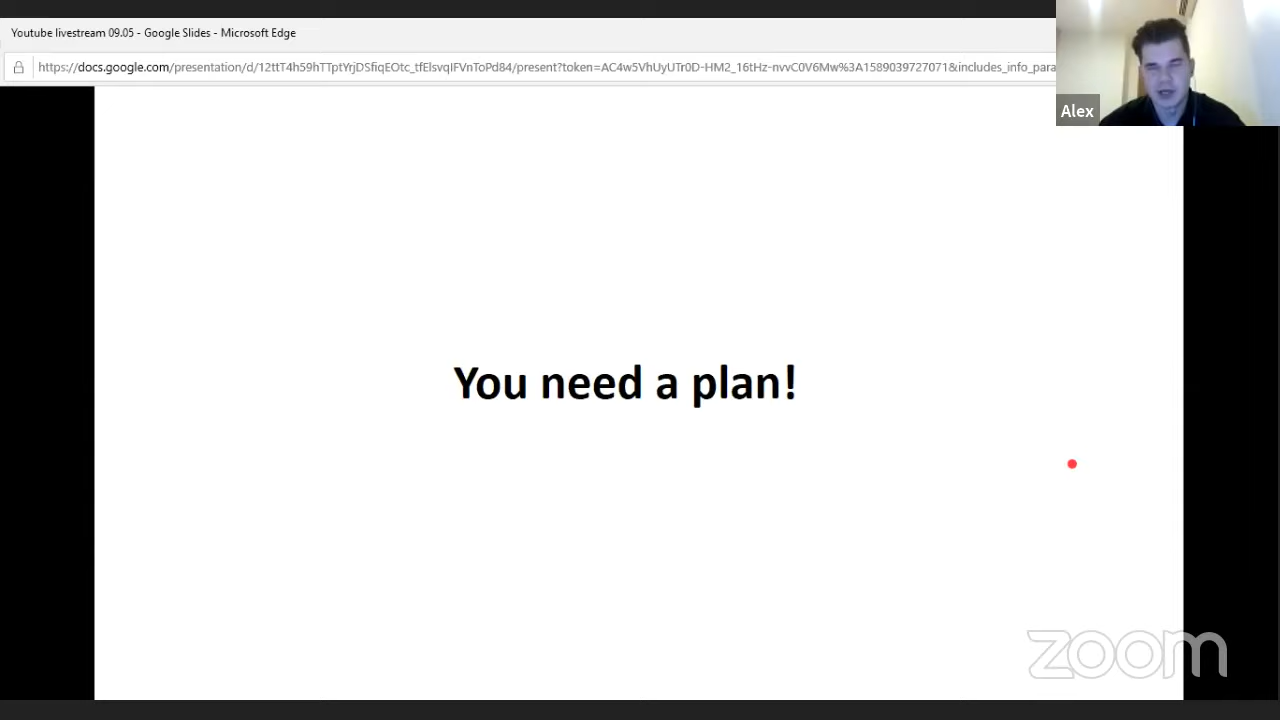 Youtube livestream 09.05 - Google Slides - Microsoft Edge
https://docs.google.com/presentation/d/12ttT4h59hTTptYrjDSfiqEOtc_tfElsvqIFVnToPd84/present?token=AC4w5VhUyUTr0D-HM2_16tHz-nvvC0V6Mw%3A1589039727071&includes_info_para
Alex
You need a plan!
zoom